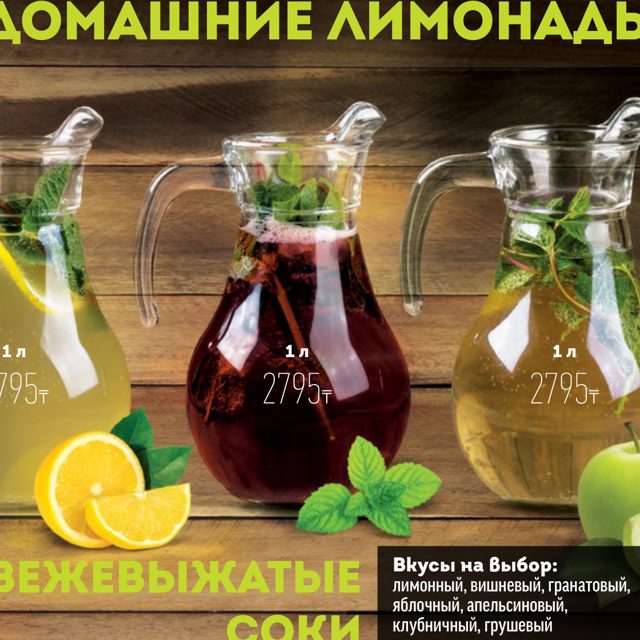 ДОМАШНИЕ ЛИМОНАДЫ
1 л
795₸
1 л
2795₸
1 л
2795₸
ВЕЖЕВЫЖАТЫЕ
СОКИ
Вкусы на выбор:
лимонный, вишневый, гранатовый,
яблочный, апельсиновый,
клубничный, грушевый